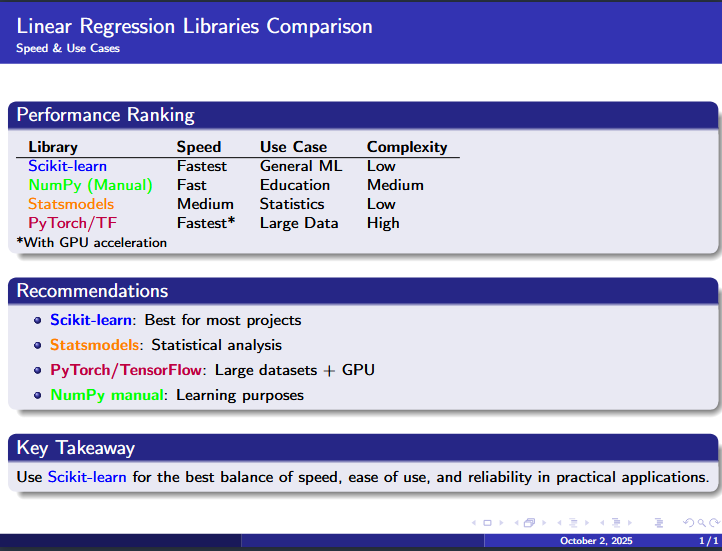 Linear Regression Libraries Comparison
Speed & Use Cases
Performance Ranking
Library Speed Use Case Complexity
Scikit-learn Fastest General ML Low
NumPy (Manual) Fast Education Medium
Statsmodels Medium Statistics Low
PyTorch/TF Fastest* Large Data High
*With GPU acceleration
Recommendations
Scikit-learn: Best for most projects
Statsmodels: Statistical analysis
PyTorch/TensorFlow: Large datasets + GPU
NumPy manual: Learning purposes
Key Takeaway
Use Scikit-learn for the best balance of speed, ease of use, and reliability in practical applications.
October 2, 2025 1 / 1